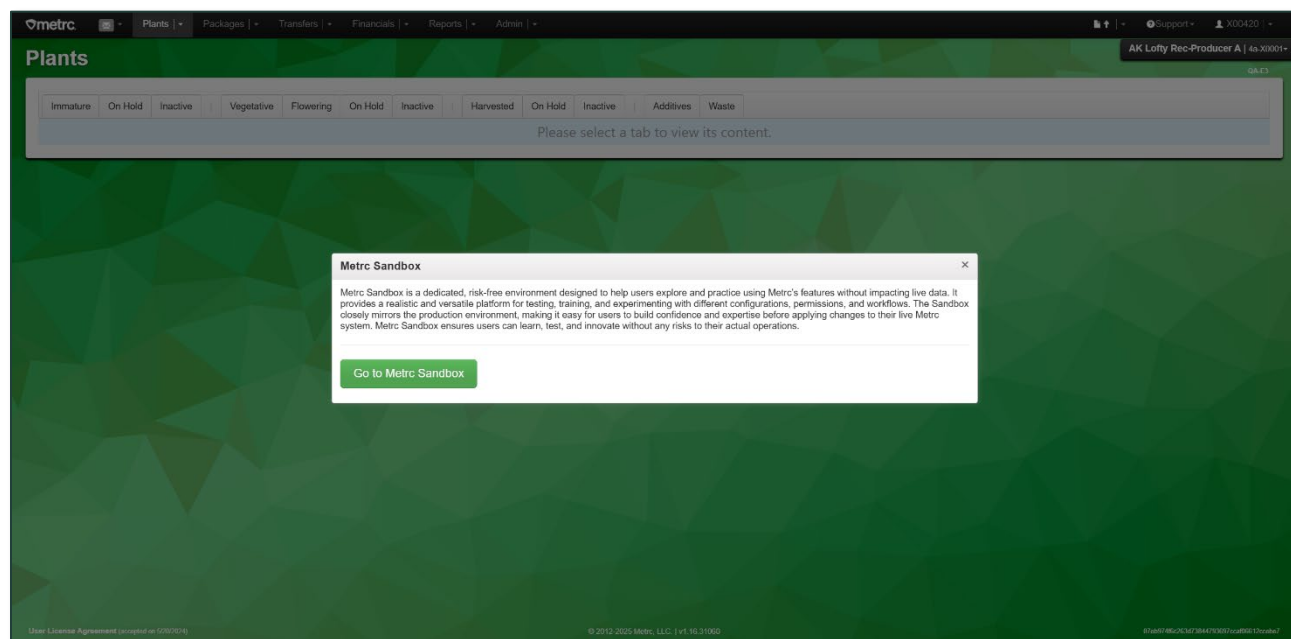 metrc Plants | Packages | Transfers | Financials | Reports | Admin | Support X00420 |
Plants
AK Lofty Rec-Producer A | 4a-X0001
QA-E3
Immature On Hold Inactive | Vegetative Flowering On Hold Inactive | Harvested On Hold Inactive | Additives Waste
Please select a tab to view its content.
Metrc Sandbox ×
Metrc Sandbox is a dedicated, risk-free environment designed to help users explore and practice using Metrc's features without impacting live data. It
provides a realistic and versatile platform for testing, training, and experimenting with different configurations, permissions, and workflows. The Sandbox
closely mirrors the production environment, making it easy for users to build confidence and expertise before applying changes to their live Metrc
system. Metrc Sandbox ensures users can learn, test, and innovate without any risks to their actual operations.
Go to Metrc Sandbox
User License Agreement © 2012-2025 Metrc, LLC. | v1.16.31060